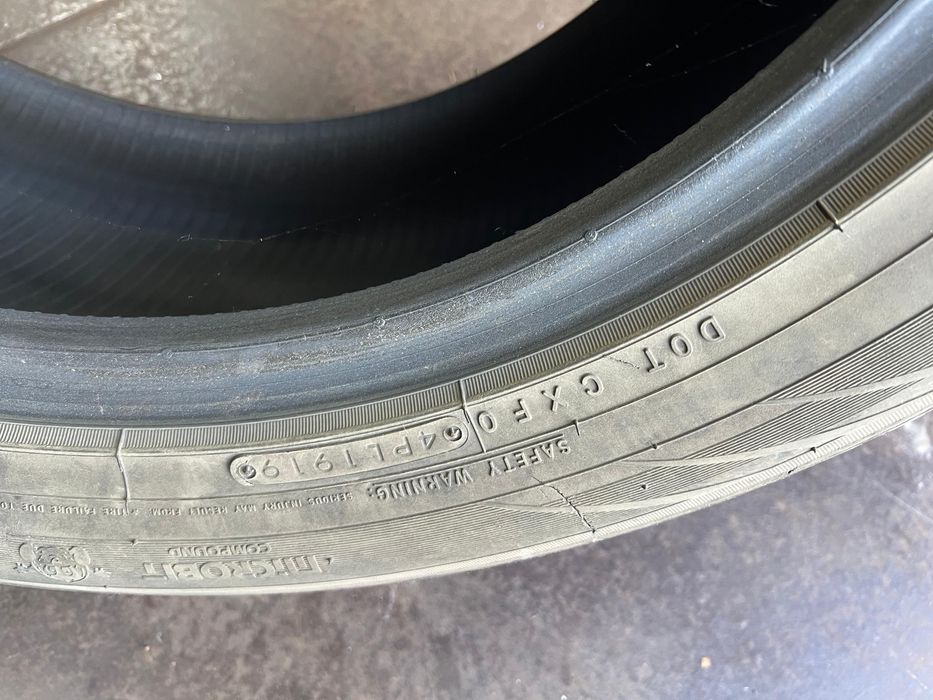 DOT CXF0 4PL1919
SAFETY WARNING:
SERIOUS INJURY MAY RESULT FROM: • TIRE FAILURE DUE TO
MICROBIT
COMPOUND